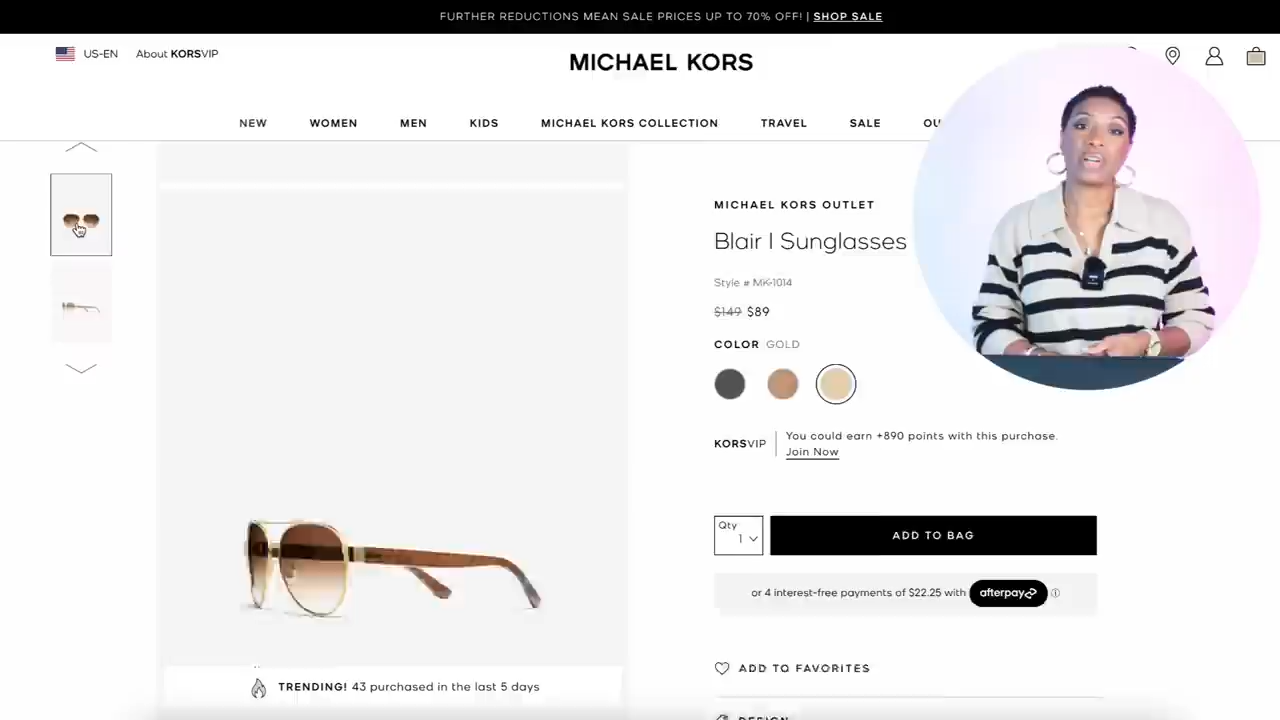 FURTHER REDUCTIONS MEAN SALE PRICES UP TO 70% OFF! | SHOP SALE
US-EN About KORSVIP
MICHAEL KORS
NEW WOMEN MEN KIDS MICHAEL KORS COLLECTION TRAVEL SALE
MICHAEL KORS OUTLET
Blair I Sunglasses
Style # MK-1014
$149 $89
COLOR GOLD
KORSVIP
You could earn +890 points with this purchase.
Join Now
Qty
1
ADD TO BAG
or 4 interest-free payments of $22.25 with afterpay
ADD TO FAVORITES
TRENDING! 43 purchased in the last 5 days
DESIGN